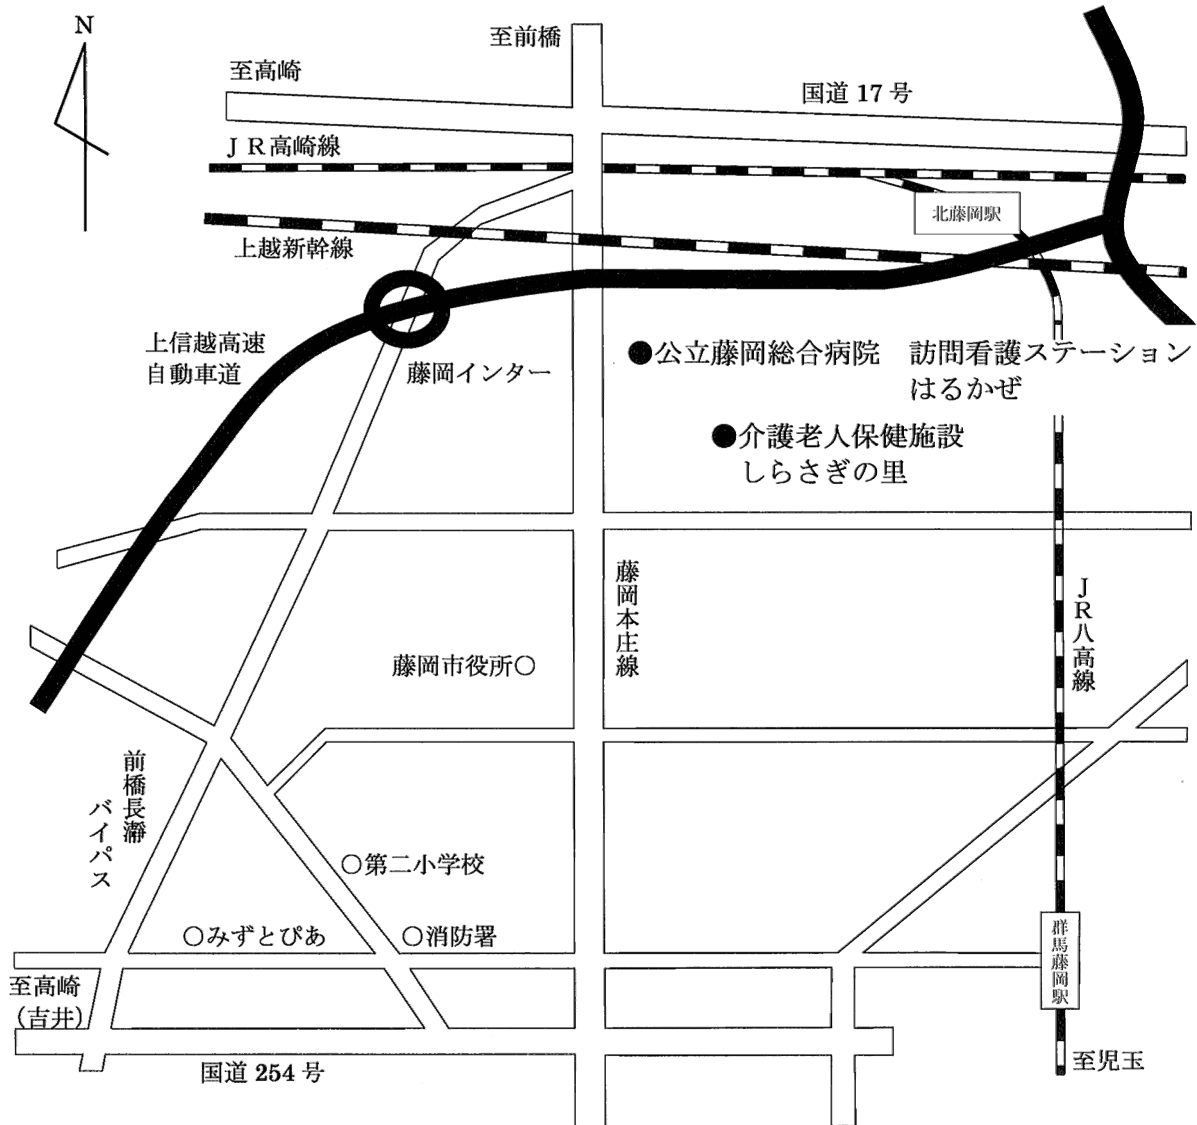 N
至前橋
至高崎
国道 17 号
ＪＲ高崎線
北藤岡駅
上越新幹線
上信越高速
自動車道
藤岡インター
●公立藤岡総合病院　訪問看護ステーション
はるかぜ
●介護老人保健施設
しらさぎの里
藤岡本庄線
ＪＲ八高線
藤岡市役所○
前橋長瀞
バイパス
○第二小学校
○みずとぴあ
○消防署
群馬藤岡駅
至高崎
（吉井）
国道 254 号
至児玉